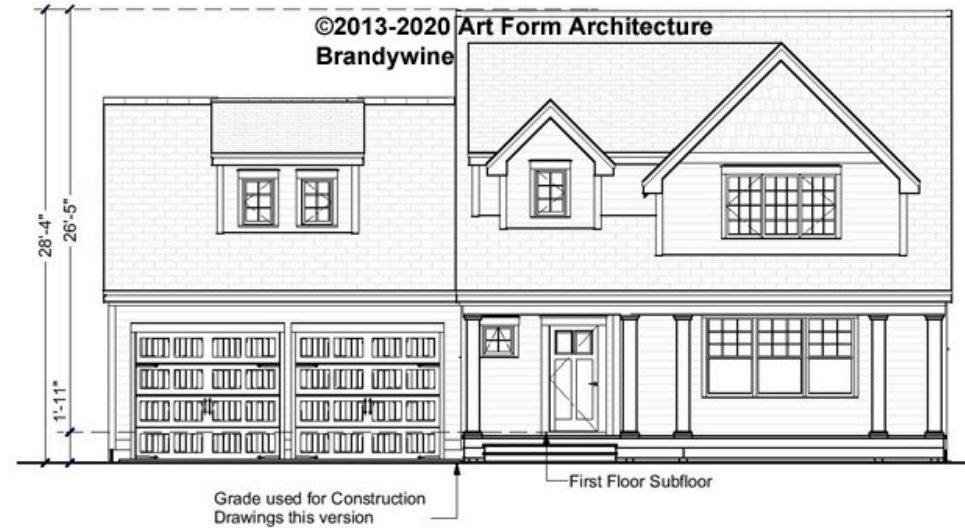 ©2013-2020 Art Form Architecture
Brandywine
28'-4"
26'-5"
1'-11"
First Floor Subfloor
Grade used for Construction
Drawings this version